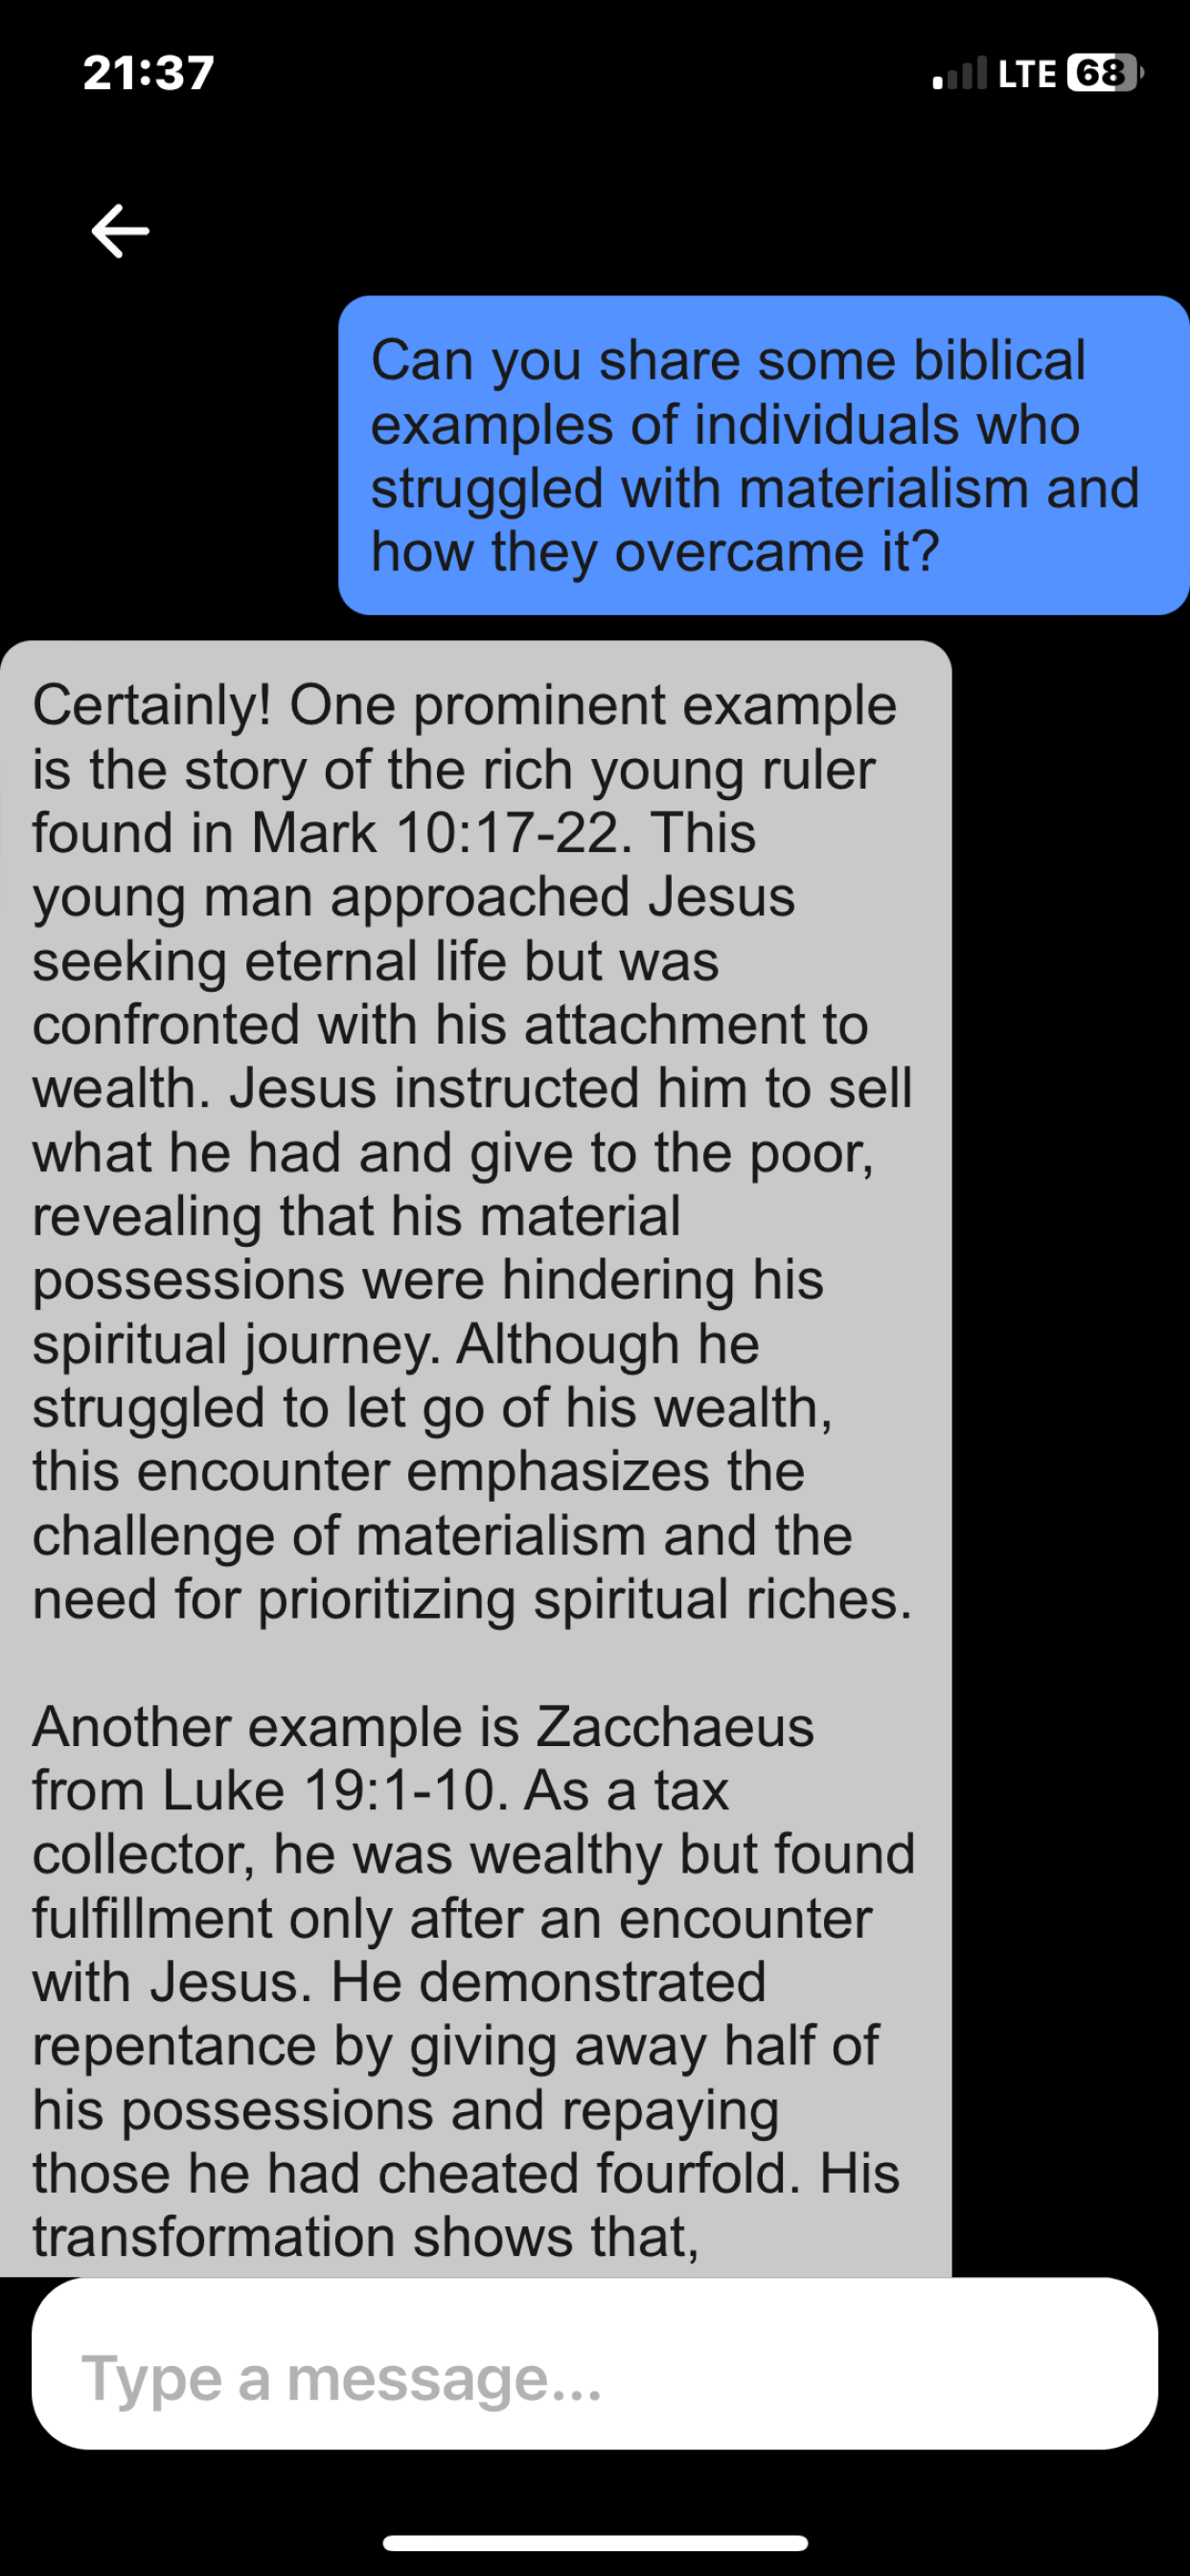 21:37
LTE 68
Can you share some biblical
examples of individuals who
struggled with materialism and
how they overcame it?
Certainly! One prominent example
is the story of the rich young ruler
found in Mark 10:17-22. This
young man approached Jesus
seeking eternal life but was
confronted with his attachment to
wealth. Jesus instructed him to sell
what he had and give to the poor,
revealing that his material
possessions were hindering his
spiritual journey. Although he
struggled to let go of his wealth,
this encounter emphasizes the
challenge of materialism and the
need for prioritizing spiritual riches.
Another example is Zacchaeus
from Luke 19:1-10. As a tax
collector, he was wealthy but found
fulfillment only after an encounter
with Jesus. He demonstrated
repentance by giving away half of
his possessions and repaying
those he had cheated fourfold. His
transformation shows that,
Type a message...